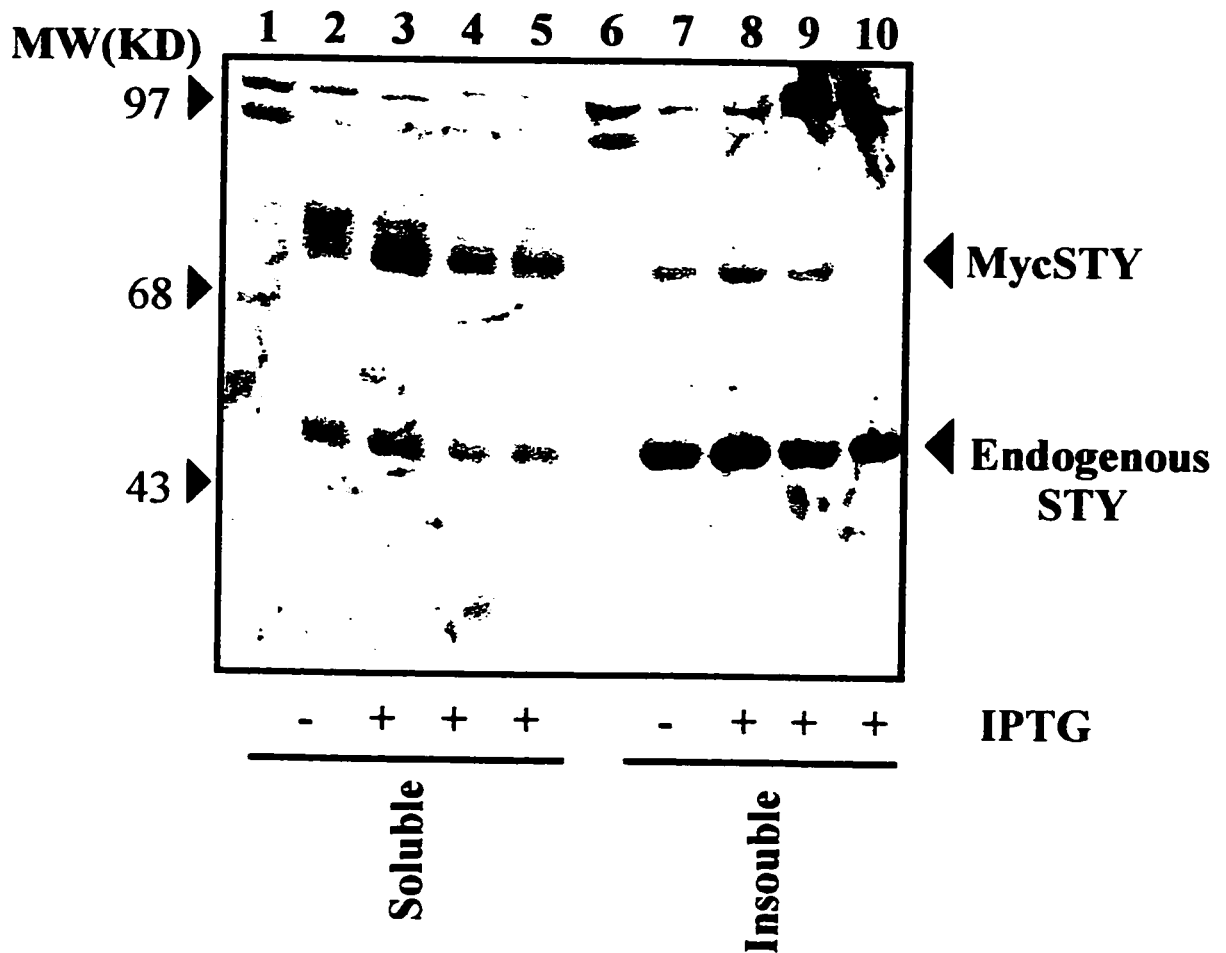 MW(KD)
1 2 3 4 5 6 7 8 9 10
97
68
43
MycSTY
Endogenous
STY
- + + + - + + + IPTG
Soluble
Insouble